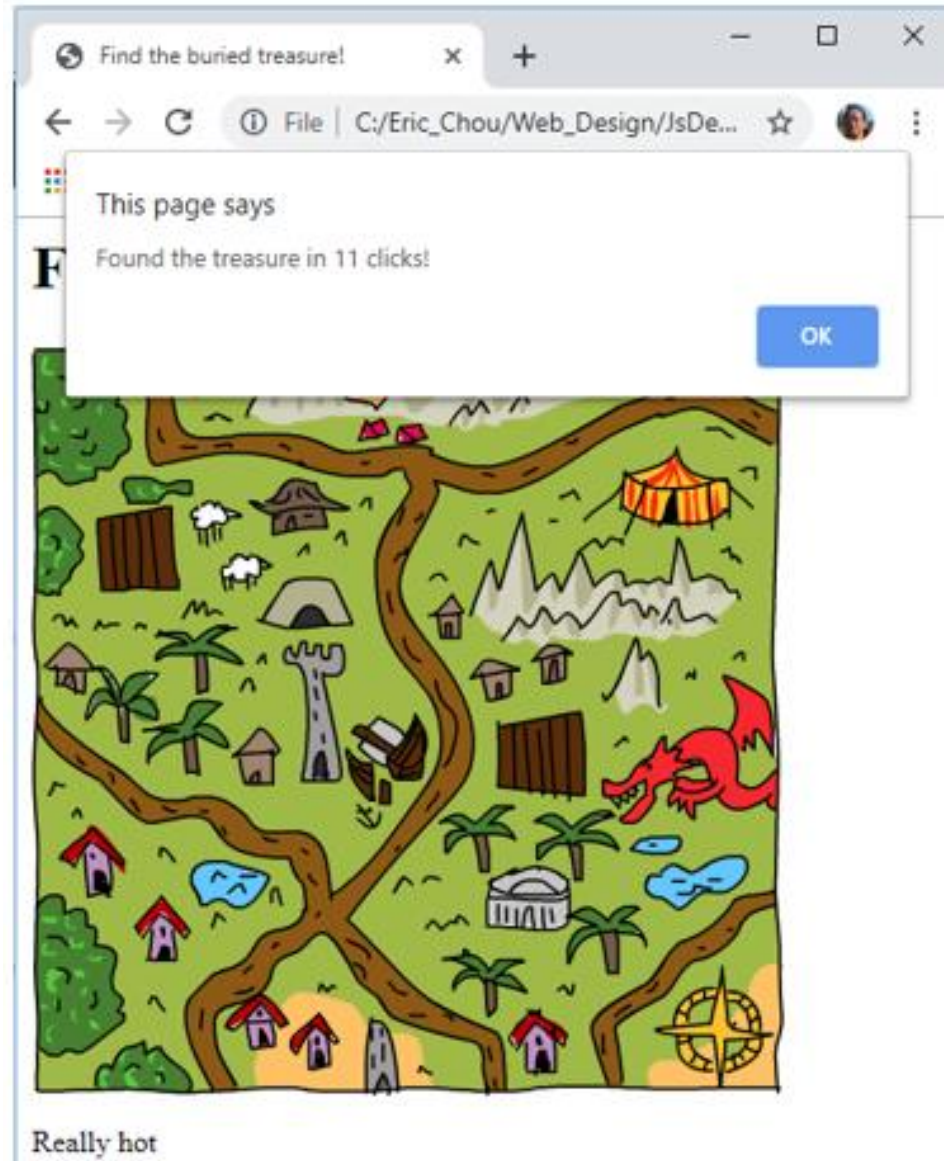 Find the buried treasure!
File | C:/Eric_Chou/Web_Design/JsDe...
This page says
Found the treasure in 11 clicks!
OK
F
Really hot